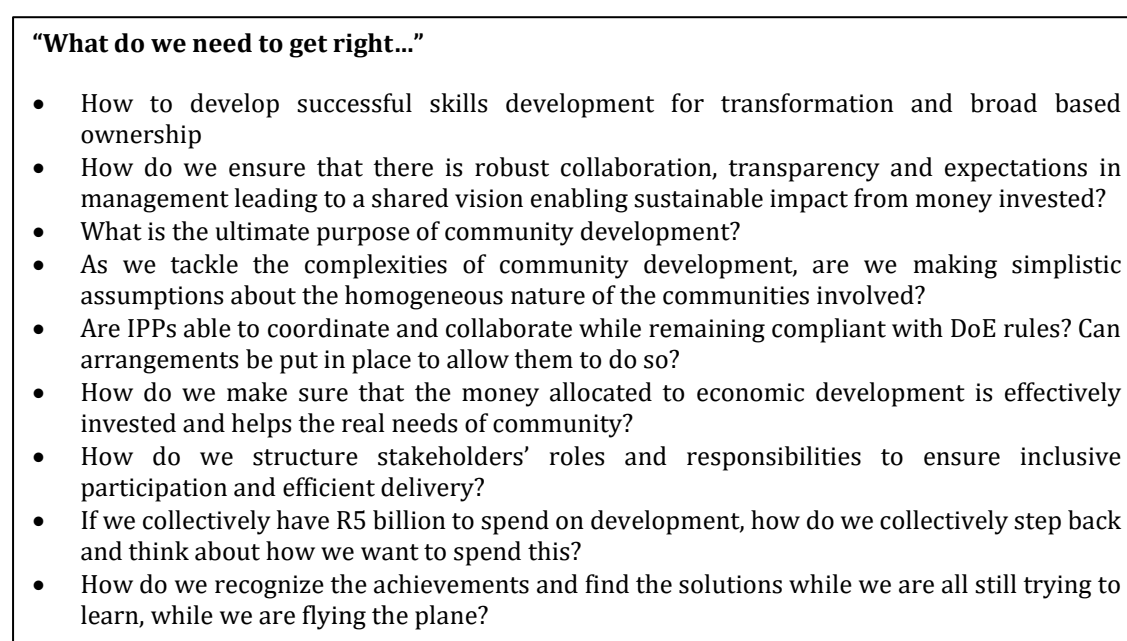 “What do we need to get right…”
• How to develop successful skills development for transformation and broad based
ownership
• How do we ensure that there is robust collaboration, transparency and expectations in
management leading to a shared vision enabling sustainable impact from money invested?
• What is the ultimate purpose of community development?
• As we tackle the complexities of community development, are we making simplistic
assumptions about the homogeneous nature of the communities involved?
• Are IPPs able to coordinate and collaborate while remaining compliant with DoE rules? Can
arrangements be put in place to allow them to do so?
• How do we make sure that the money allocated to economic development is effectively
invested and helps the real needs of community?
• How do we structure stakeholders’ roles and responsibilities to ensure inclusive
participation and efficient delivery?
• If we collectively have R5 billion to spend on development, how do we collectively step back
and think about how we want to spend this?
• How do we recognize the achievements and find the solutions while we are all still trying to
learn, while we are flying the plane?